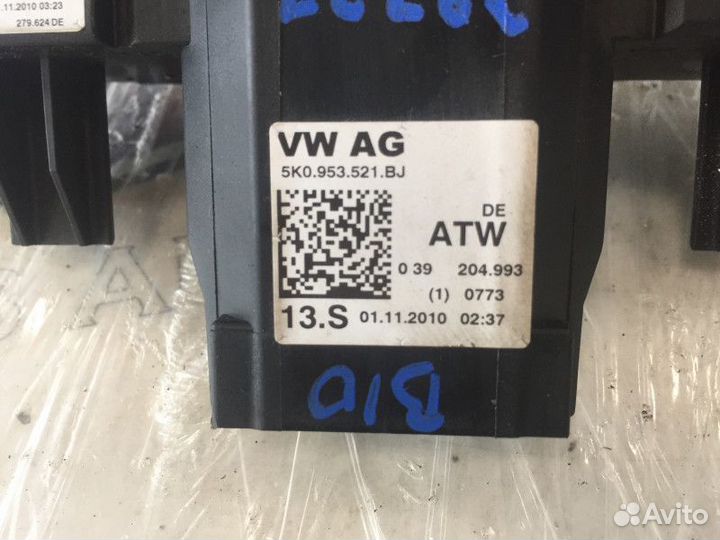 .11.2010 03:23
279.624 DE
VW AG
5K0.953.521.BJ
DE
ATW
0 39 204.993
(1) 0773
13.S 01.11.2010 02:37
B10
Avito